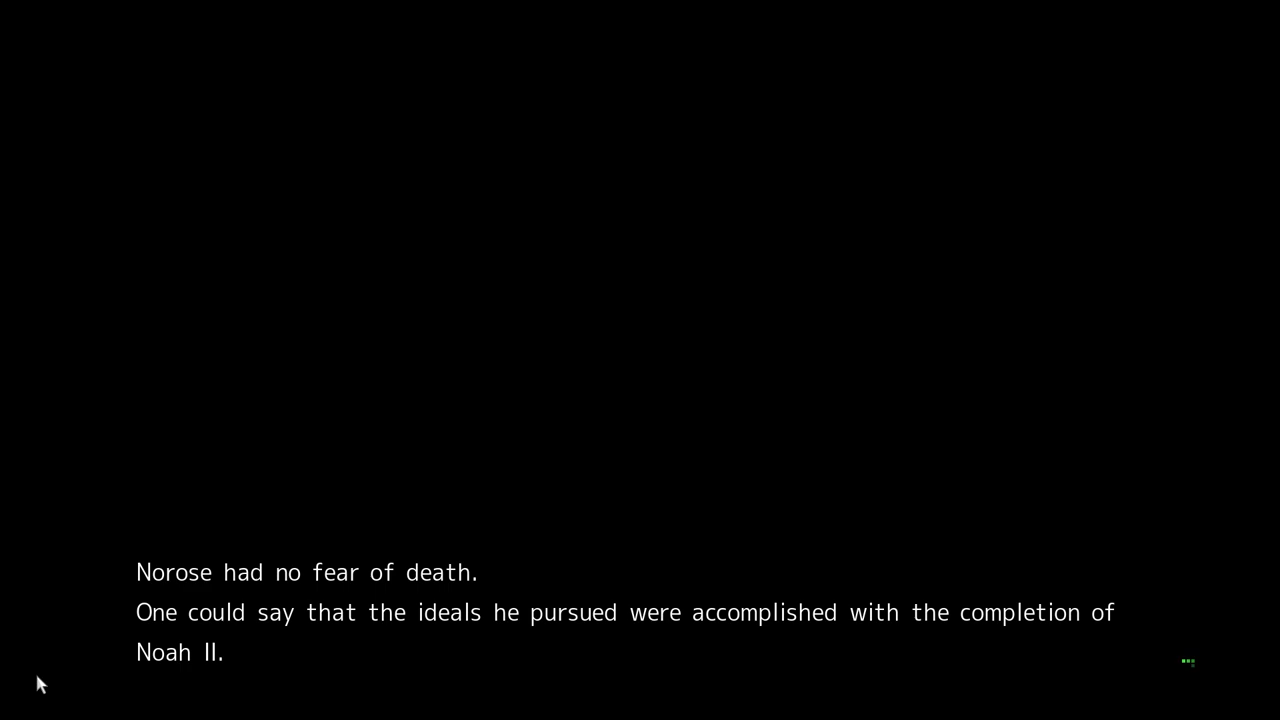 Norose had no fear of death.
One could say that the ideals he pursued were accomplished with the completion of
Noah II.